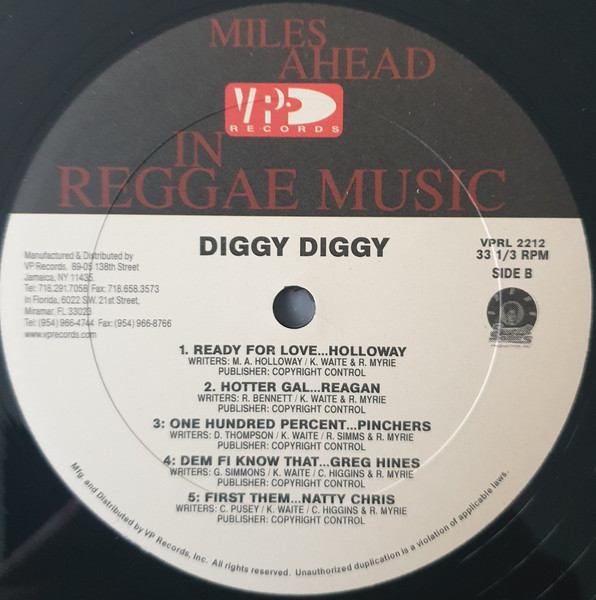 MILES
AHEAD
VP
RECORDS
IN
REGGAE MUSIC
DIGGY DIGGY
VPRL 2212
33 1/3 RPM
SIDE B
Manufactured & Distributed by
VP Records, 89-05 138th Street
Jamaica, NY 11435.
Tel: 718.291.7058 Fax: 718.658.3573
In Florida, 6022 S.W. 21st Street,
Miramar, FL 33023
Tel: (954) 966-4744 Fax: (954) 966-8766
www.vprecords.com
1. READY FOR LOVE...HOLLOWAY
WRITERS: M. A. HOLLOWAY / K. WAITE & R. MYRIE
PUBLISHER: COPYRIGHT CONTROL
2. HOTTER GAL...REAGAN
WRITERS: R. BENNETT / K. WAITE & R. MYRIE
PUBLISHER: COPYRIGHT CONTROL
3: ONE HUNDRED PERCENT...PINCHERS
WRITERS: D. THOMPSON / K. WAITE / R. SIMMS & R. MYRIE
PUBLISHER: COPYRIGHT CONTROL
4: DEM FI KNOW THAT...GREG HINES
WRITERS: G. SIMMONS / K. WAITE / C. HIGGINS & R. MYRIE
PUBLISHER: COPYRIGHT CONTROL
5: FIRST THEM...NATTY CHRIS
WRITERS: C. PUSEY / K. WAITE / C. HIGGINS & R. MYRIE
PUBLISHER: COPYRIGHT CONTROL
Mfg. and Distributed by VP Records, Inc. All rights reserved. Unauthorized duplication is a violation of applicable laws.